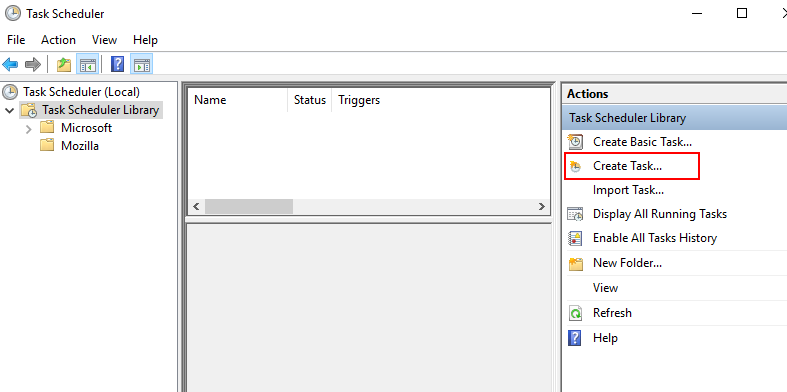 Task Scheduler
File Action View Help
Task Scheduler (Local)
Task Scheduler Library
Microsoft
Mozilla
Name Status Triggers
Actions
Task Scheduler Library
Create Basic Task...
Create Task...
Import Task...
Display All Running Tasks
Enable All Tasks History
New Folder...
View
Refresh
Help